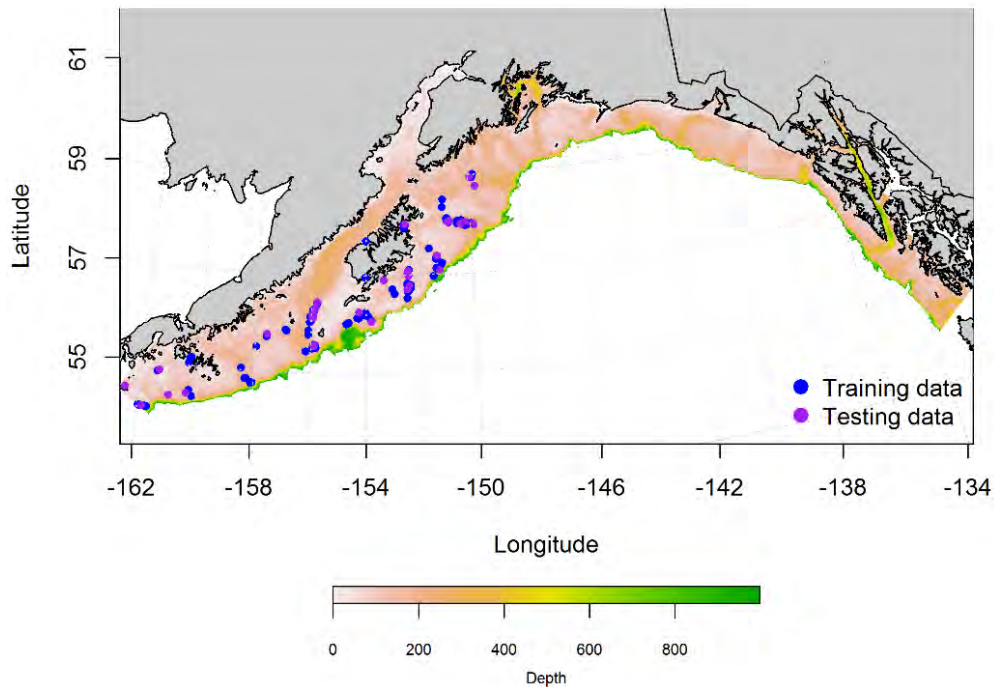 61
59
57
55
Latitude
Training data
Testing data
-162 -158 -154 -150 -146 -142 -138 -134
Longitude
0 200 400 600 800
Depth